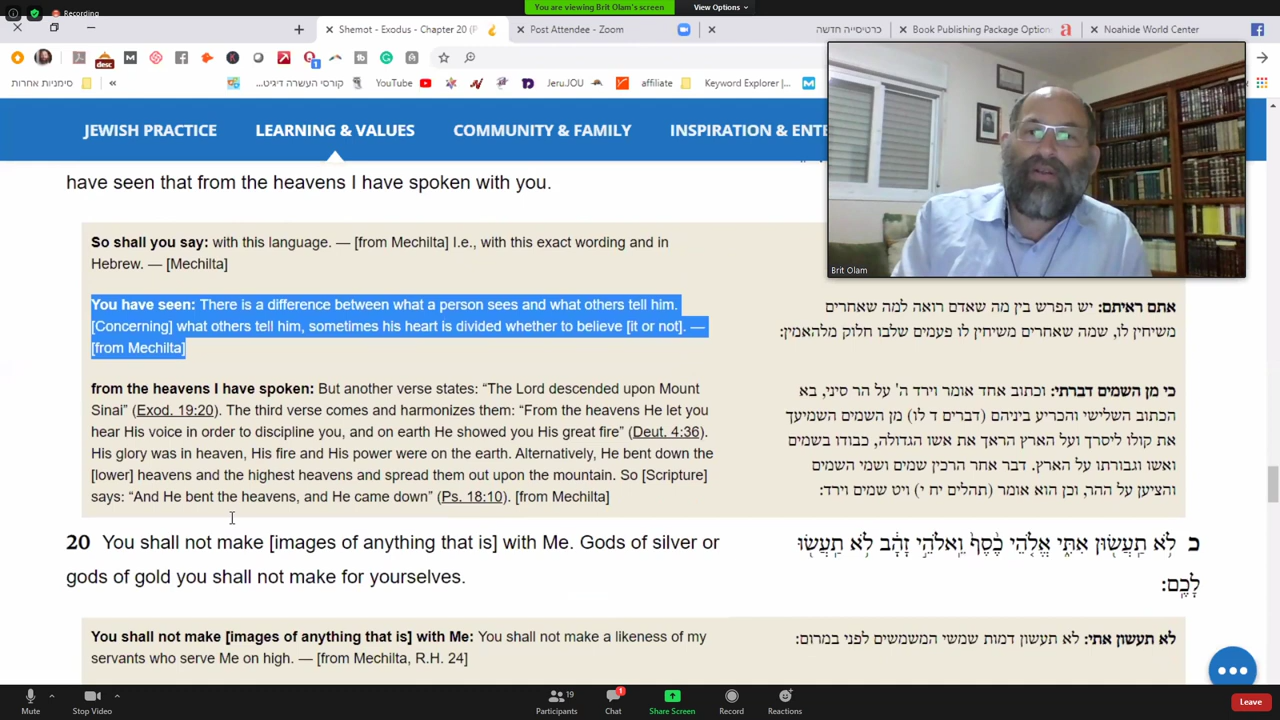 Recording
You are viewing Brit Olam's screen
View Options
Shemot - Exodus - Chapter 20 (P
Post Attendee - Zoom
כרטיסייה חדשה
Book Publishing Package Option
Noahide World Center
סימניות אחרות
קורסי העשרה דיגיט...
YouTube
Jeru.JOU
affiliate
Keyword Explorer |...
JEWISH PRACTICE
LEARNING & VALUES
COMMUNITY & FAMILY
INSPIRATION & ENTE
have seen that from the heavens I have spoken with you.
So shall you say: with this language. — [from Mechilta] I.e., with this exact wording and in
Hebrew. — [Mechilta]
Brit Olam
You have seen: There is a difference between what a person sees and what others tell him.
[Concerning] what others tell him, sometimes his heart is divided whether to believe [it or not]. —
[from Mechilta]
אתם ראיתם: יש הפרש בין מה שאדם רואה למה שאחרים
משיחין לו, שמה שאחרים משיחין לו פעמים שלבו חלוק מלהאמין:
from the heavens I have spoken: But another verse states: “The Lord descended upon Mount
Sinai” (Exod. 19:20). The third verse comes and harmonizes them: “From the heavens He let you
hear His voice in order to discipline you, and on earth He showed you His great fire” (Deut. 4:36).
His glory was in heaven, His fire and His power were on the earth. Alternatively, He bent down the
[lower] heavens and the highest heavens and spread them out upon the mountain. So [Scripture]
says: “And He bent the heavens, and He came down” (Ps. 18:10). [from Mechilta]
כי מן השמים דברתי: וכתוב אחד אומר וירד ה' על הר סיני, בא
הכתוב השלישי והכריע ביניהם (דברים ד לו) מן השמים השמיעך
את קולו ליסרך ועל הארץ הראך את אשו הגדולה, כבודו בשמים
ואשו וגבורתו על הארץ. דבר אחר הרכין שמים ושמי השמים
והציען על ההר, וכן הוא אומר (תהלים יח י) ויט שמים וירד:
20 You shall not make [images of anything that is] with Me. Gods of silver or
gods of gold you shall not make for yourselves.
כ לֹ֥א תַֽעֲשׂ֖וּן אִתִּ֑י אֱלֹ֤הֵי כֶ֨סֶף֙ וֵֽאלֹהֵ֣י זָהָ֔ב לֹ֥א תַֽעֲשׂ֖וּ
לָכֶֽם:
You shall not make [images of anything that is] with Me: You shall not make a likeness of my
servants who serve Me on high. — [from Mechilta, R.H. 24]
לא תעשון אתי: לא תעשון דמות שמשי המשמשים לפני במרום:
Mute
Stop Video
Participants
19
Chat
1
Share Screen
Record
Reactions
Leave